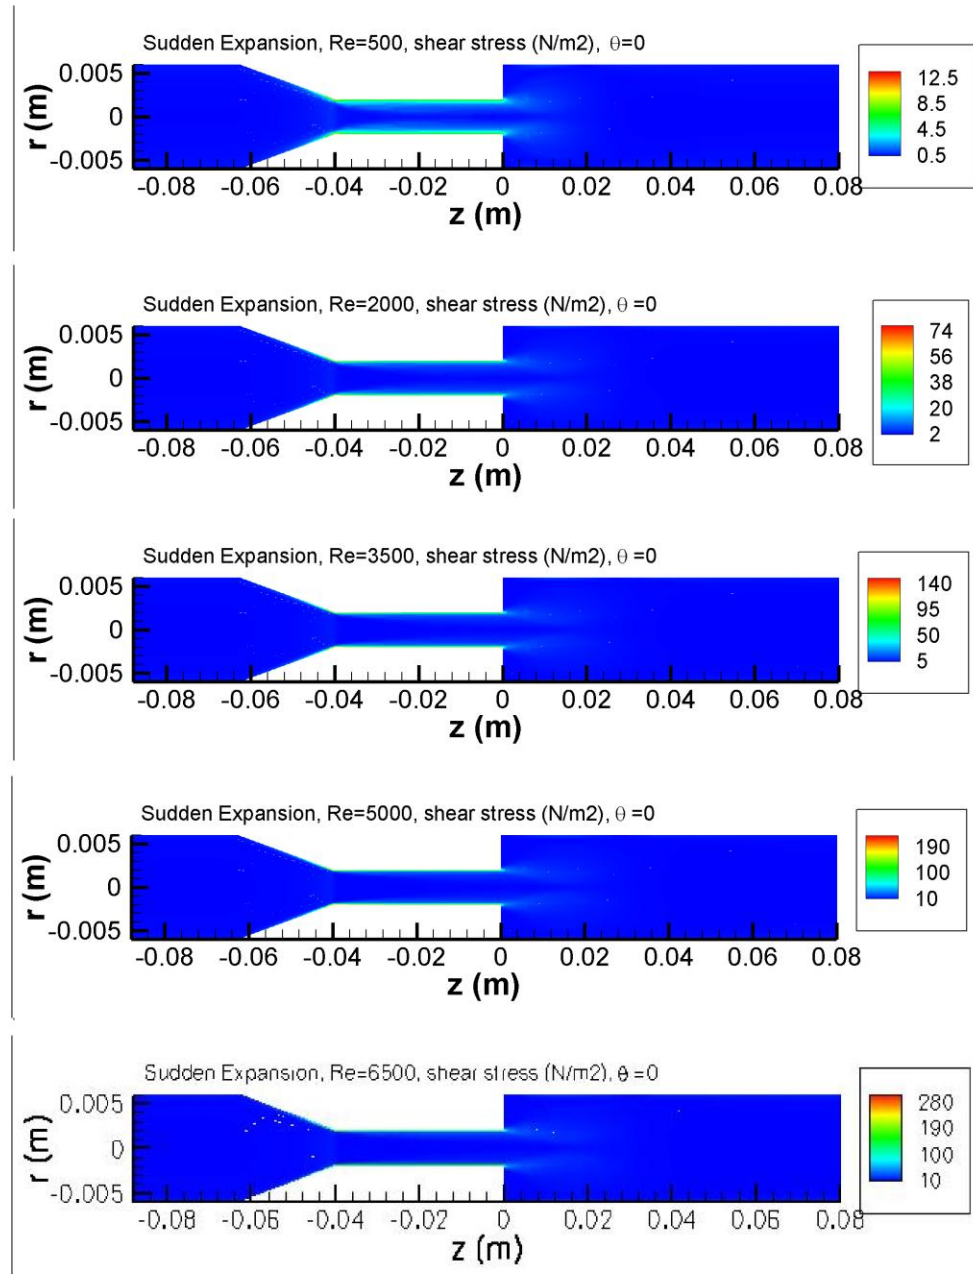 Sudden Expansion, Re=500, shear stress (N/m2), θ=0
0.005
0
-0.005
r (m)
-0.08 -0.06 -0.04 -0.02 0 0.02 0.04 0.06 0.08
z (m)
12.5
8.5
4.5
0.5
Sudden Expansion, Re=2000, shear stress (N/m2), θ =0
0.005
0
-0.005
r (m)
-0.08 -0.06 -0.04 -0.02 0 0.02 0.04 0.06 0.08
z (m)
74
56
38
20
2
Sudden Expansion, Re=3500, shear stress (N/m2), θ =0
0.005
0
-0.005
r (m)
-0.08 -0.06 -0.04 -0.02 0 0.02 0.04 0.06 0.08
z (m)
140
95
50
5
Sudden Expansion, Re=5000, shear stress (N/m2), θ =0
0.005
0
-0.005
r (m)
-0.08 -0.06 -0.04 -0.02 0 0.02 0.04 0.06 0.08
z (m)
190
100
10
Sudden Expansion, Re=6500, shear stress (N/m2), θ =0
0.005
0
-0.005
r (m)
-0.08 -0.06 -0.04 -0.02 0 0.02 0.04 0.06 0.08
z (m)
280
190
100
10